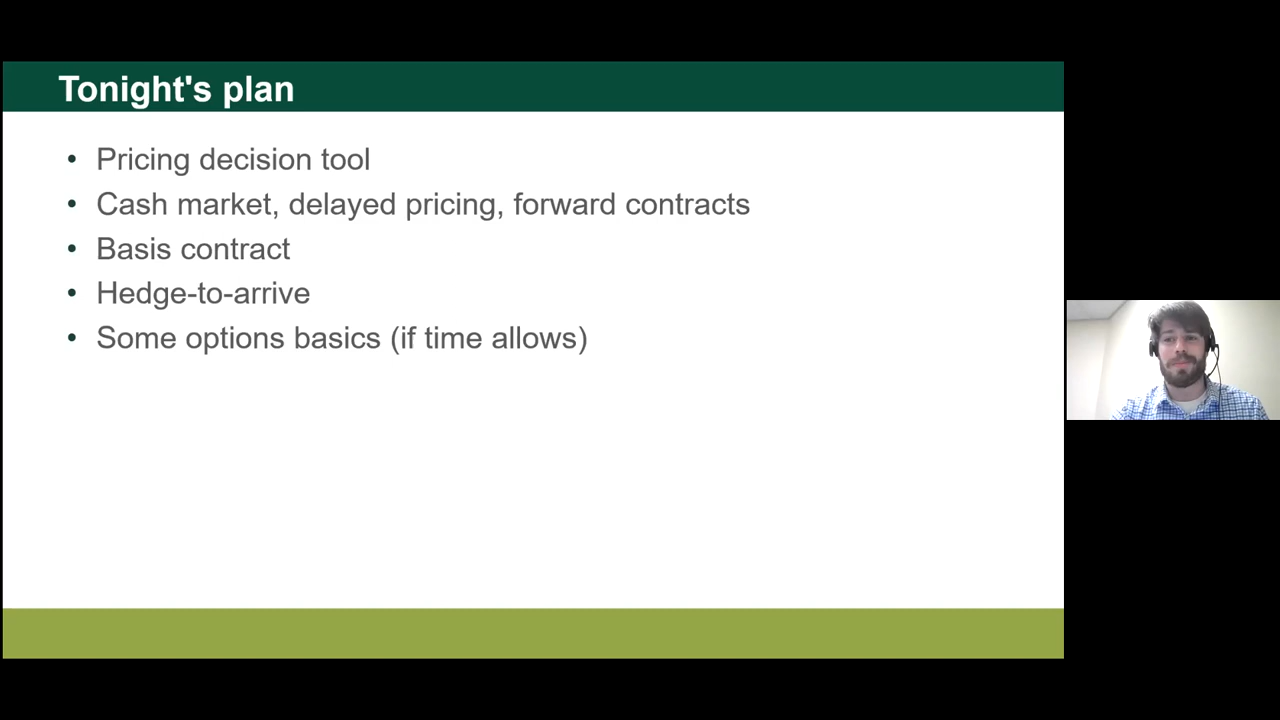 Tonight's plan
• Pricing decision tool
• Cash market, delayed pricing, forward contracts
• Basis contract
• Hedge-to-arrive
• Some options basics (if time allows)